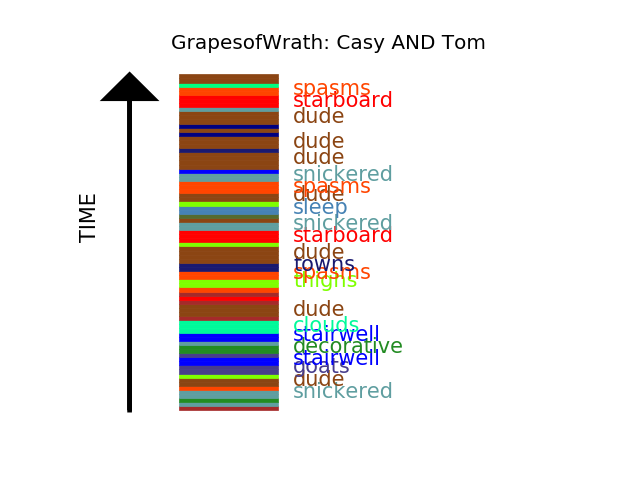 GrapesofWrath: Casy AND Tom
spasms
starboard
dude
dude
dude
snickered
spasms
dude
sleep
snickered
starboard
dude
towns
spasms
thighs
dude
clouds
stairwell
decorative
stairwell
goats
dude
snickered
TIME